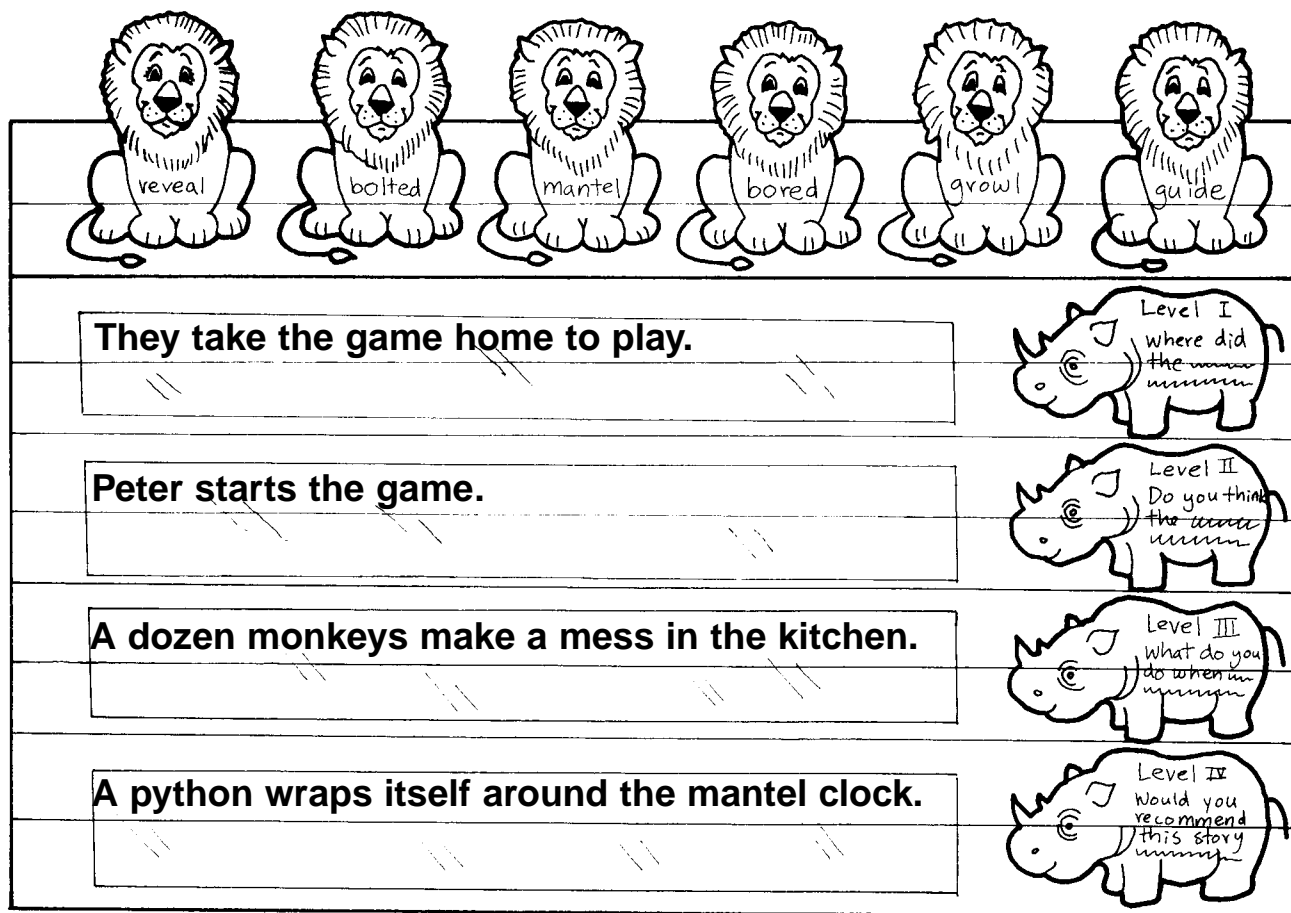 reveal
bolted
mantel
bored
growl
guide
They take the game home to play.
Level I
where did
the
Peter starts the game.
Level II
Do you think
the
A dozen monkeys make a mess in the kitchen.
Level III
What do you
do when
A python wraps itself around the mantel clock.
Level IV
Would you
recommend
this story